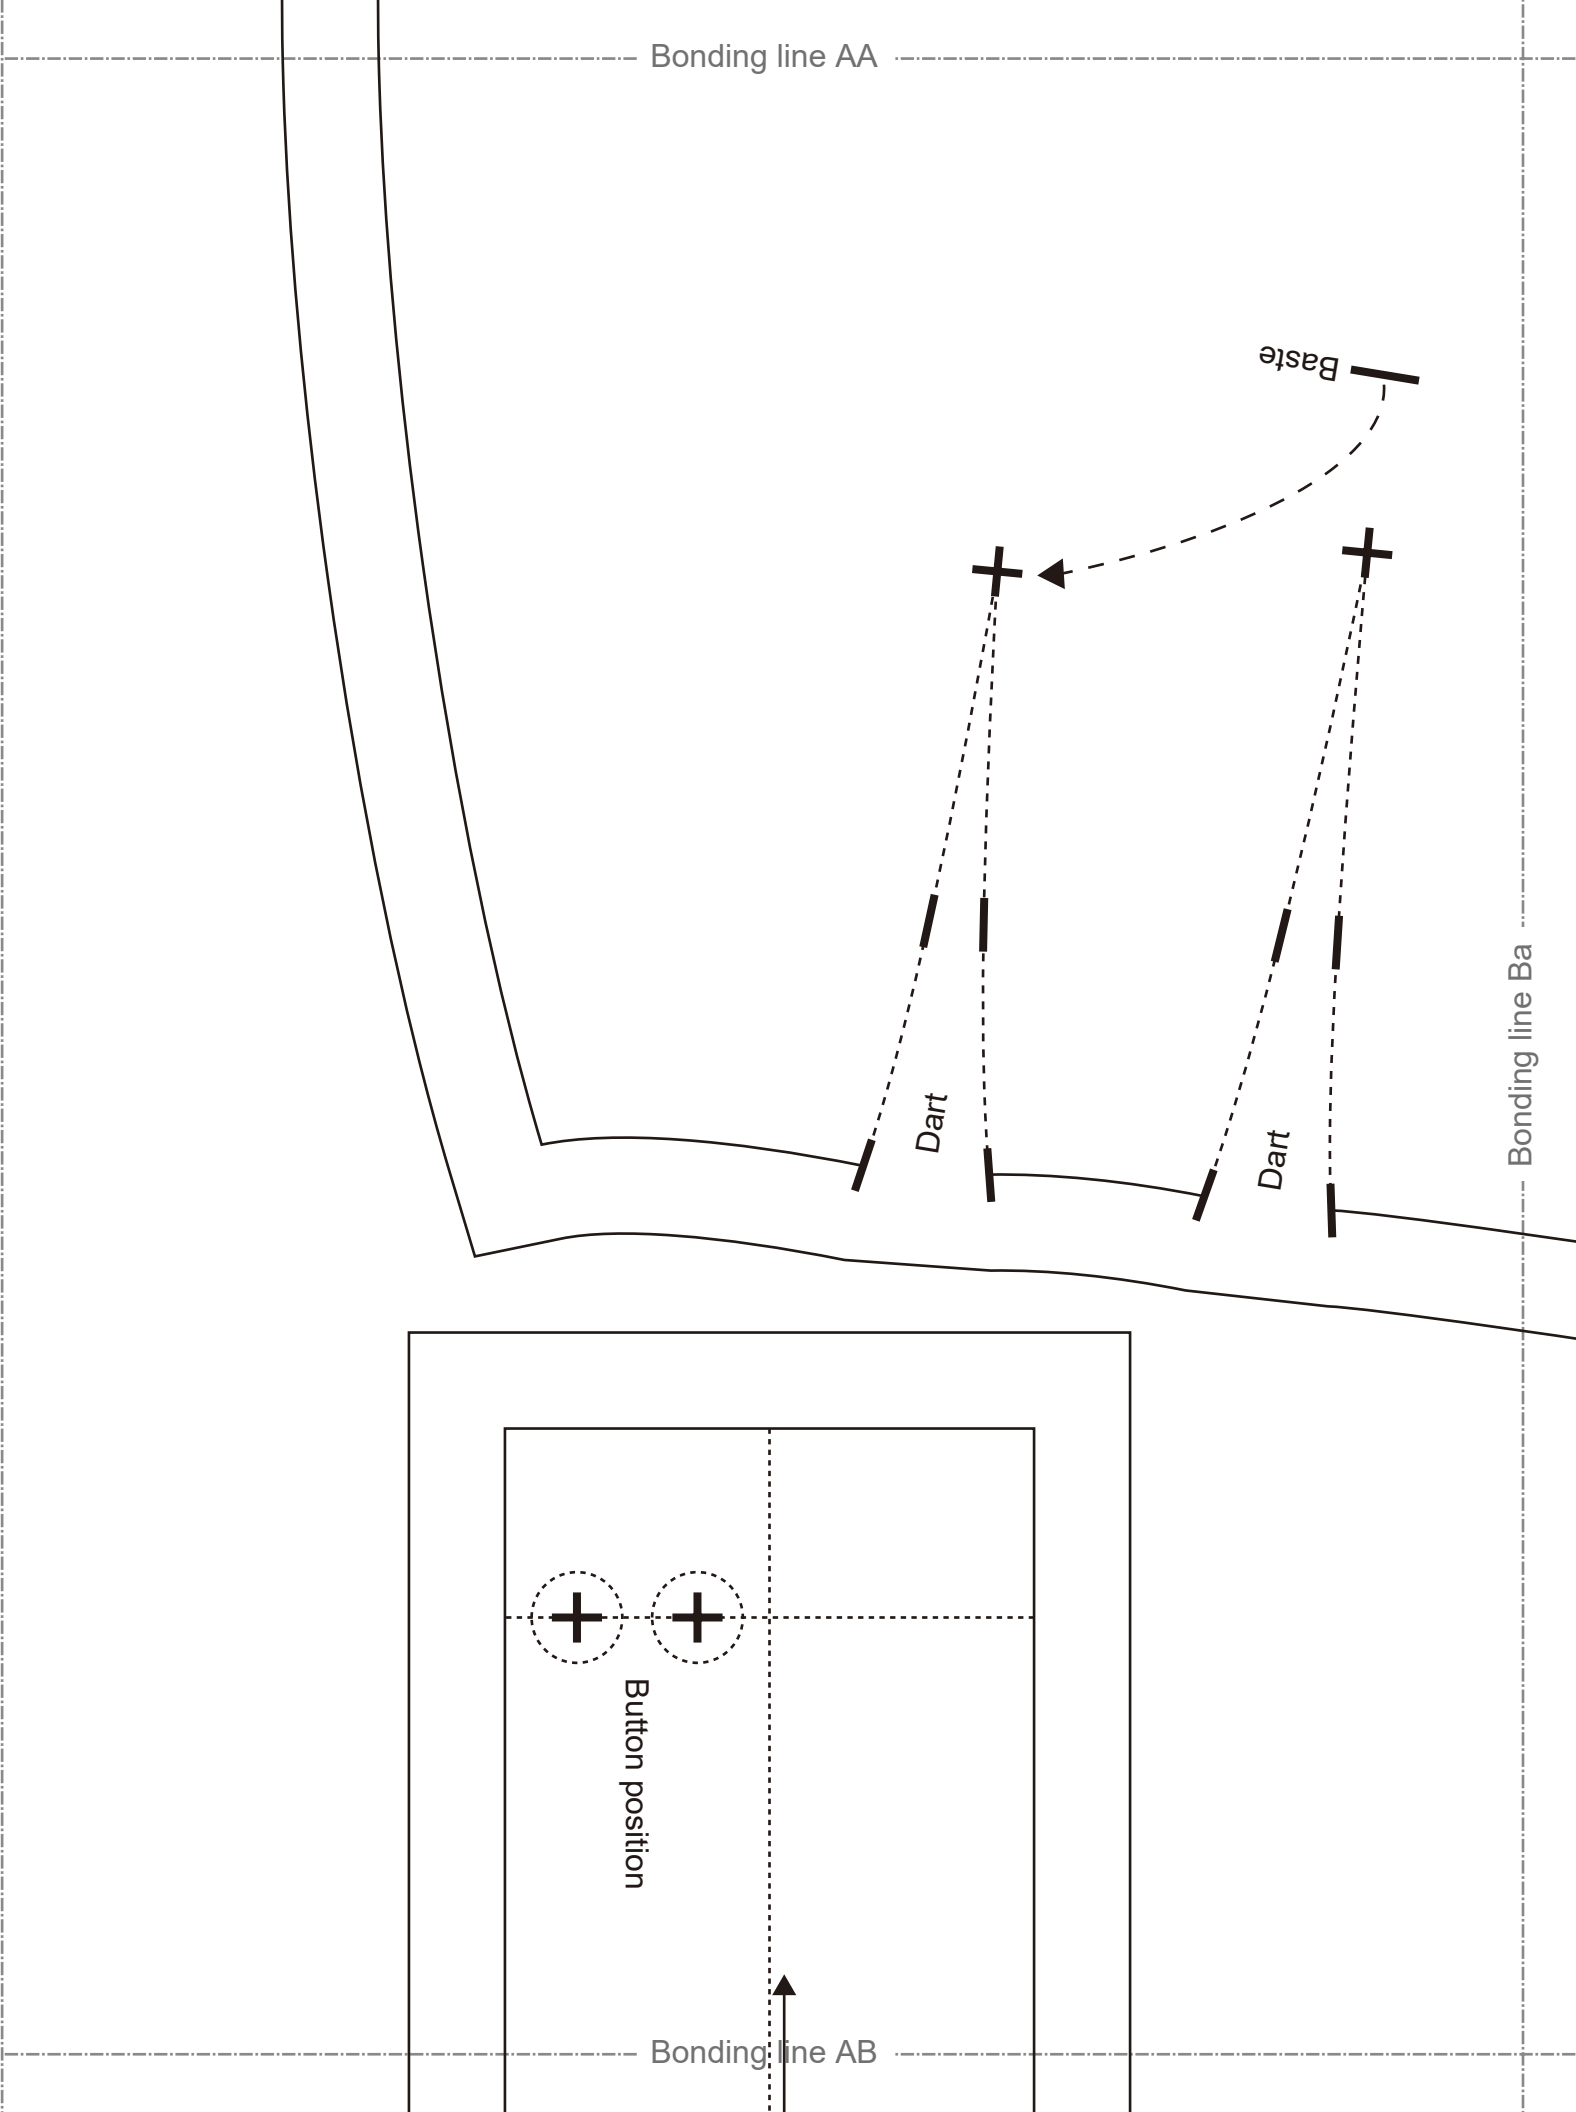 Bonding line AA
Baste
Bonding line Ba
Dart
Dart
Button position
Bonding line AB